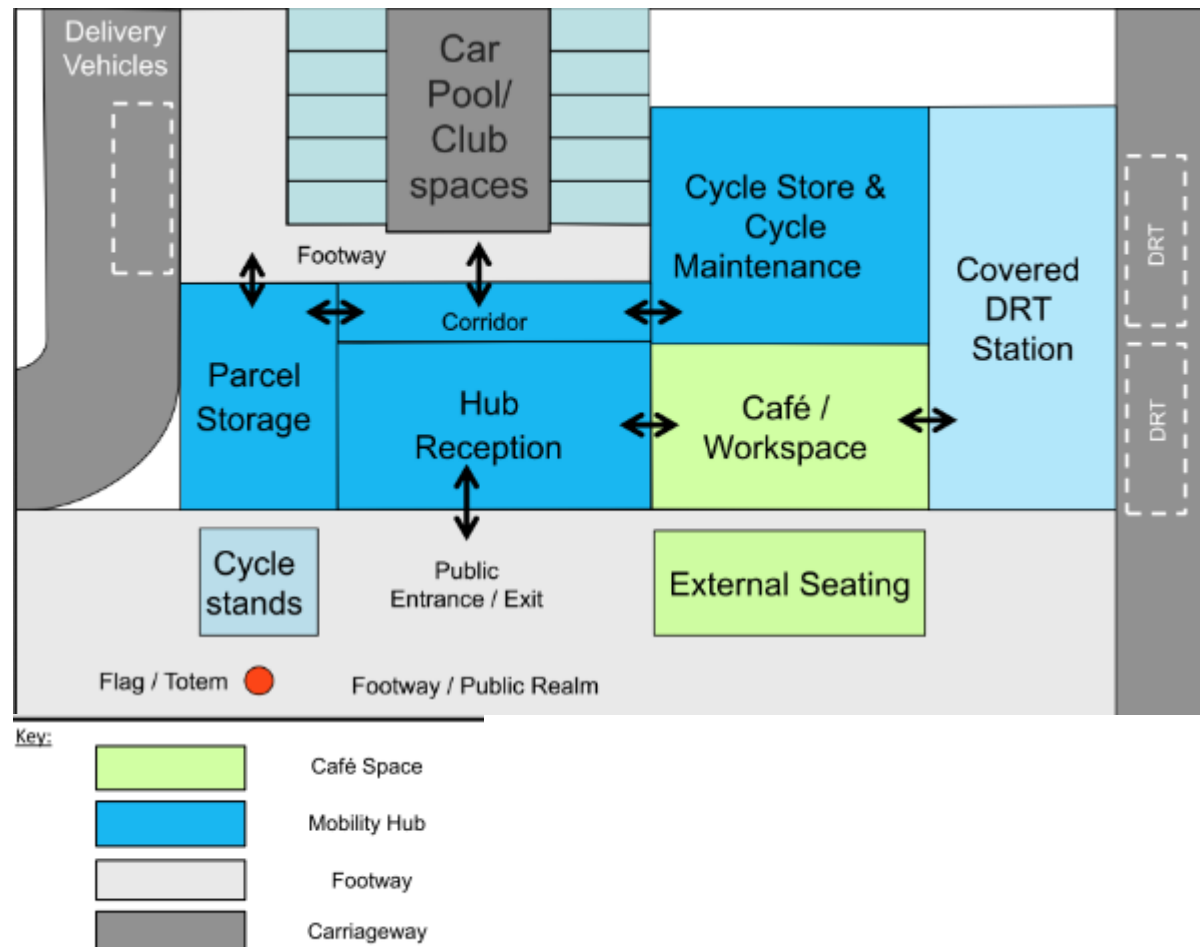 Delivery
Vehicles
Car
Pool/
Club
spaces
Footway
Cycle Store &
Cycle
Maintenance
Covered
DRT
Station
DRT
DRT
Corridor
Parcel
Storage
Hub
Reception
Café /
Workspace
Cycle
stands
Public
Entrance / Exit
External Seating
Flag / Totem
Footway / Public Realm
Key:
Café Space
Mobility Hub
Footway
Carriageway